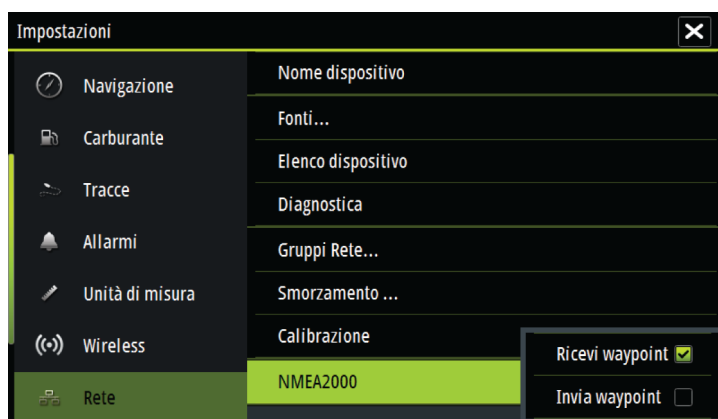 Impostazioni
Navigazione
Carburante
Tracce
Allarmi
Unità di misura
Wireless
Rete
Nome dispositivo
Fonti...
Elenco dispositivo
Diagnostica
Gruppi Rete...
Smorzamento ...
Calibrazione
NMEA2000
Ricevi waypoint
Invia waypoint